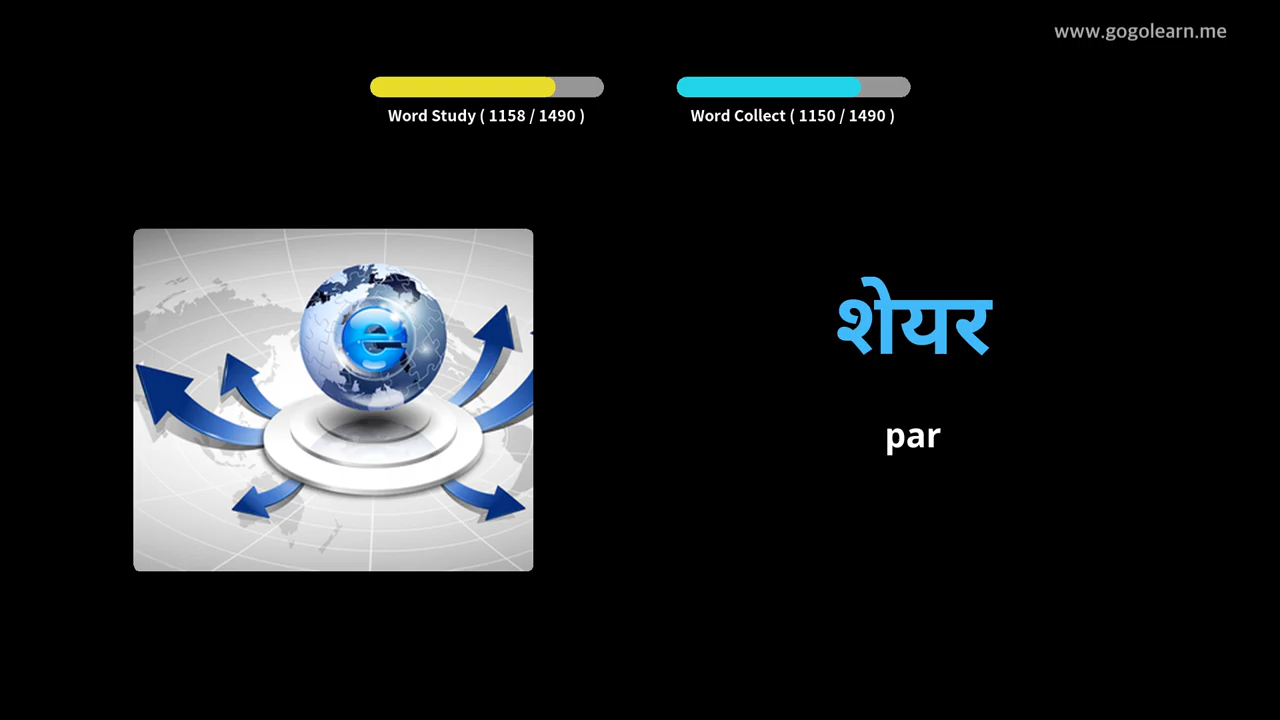 www.gogolearn.me
Word Study ( 1158 / 1490 )
Word Collect ( 1150 / 1490 )
e
शेयर
par